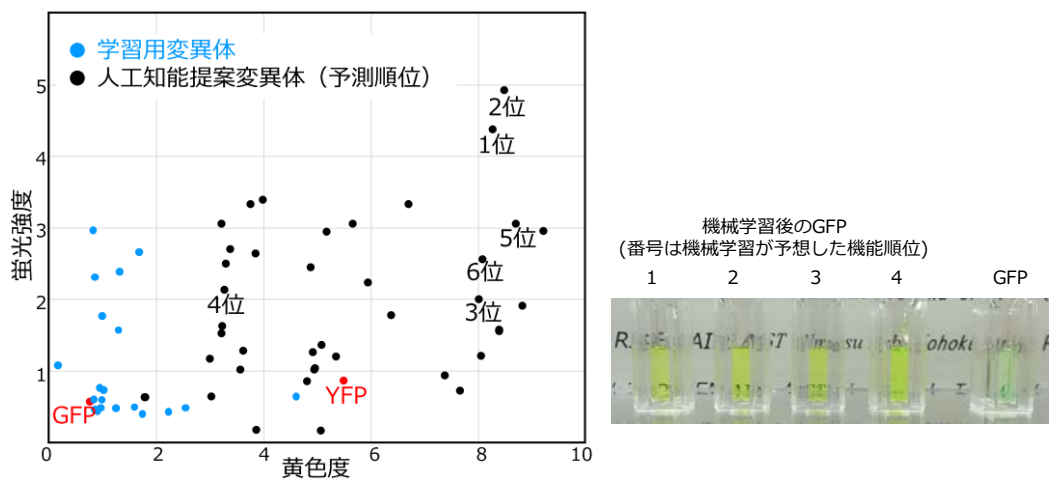 学習用変異体
人工知能提案変異体（予測順位）
5
4
3
2
1
0
2
4
6
8
10
蛍光強度
黄色度
2位
1位
5位
6位
3位
4位
GFP
YFP
機械学習後のGFP
(番号は機械学習が予想した機能順位)
1 2 3 4 GFP